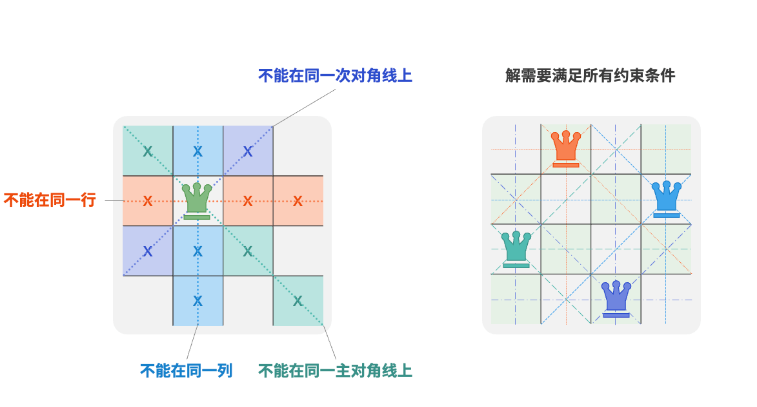 不能在同一次对角线上
解需要满足所有约束条件
X X X
不能在同一行
X X X
X X X
X X
不能在同一列
不能在同一主对角线上